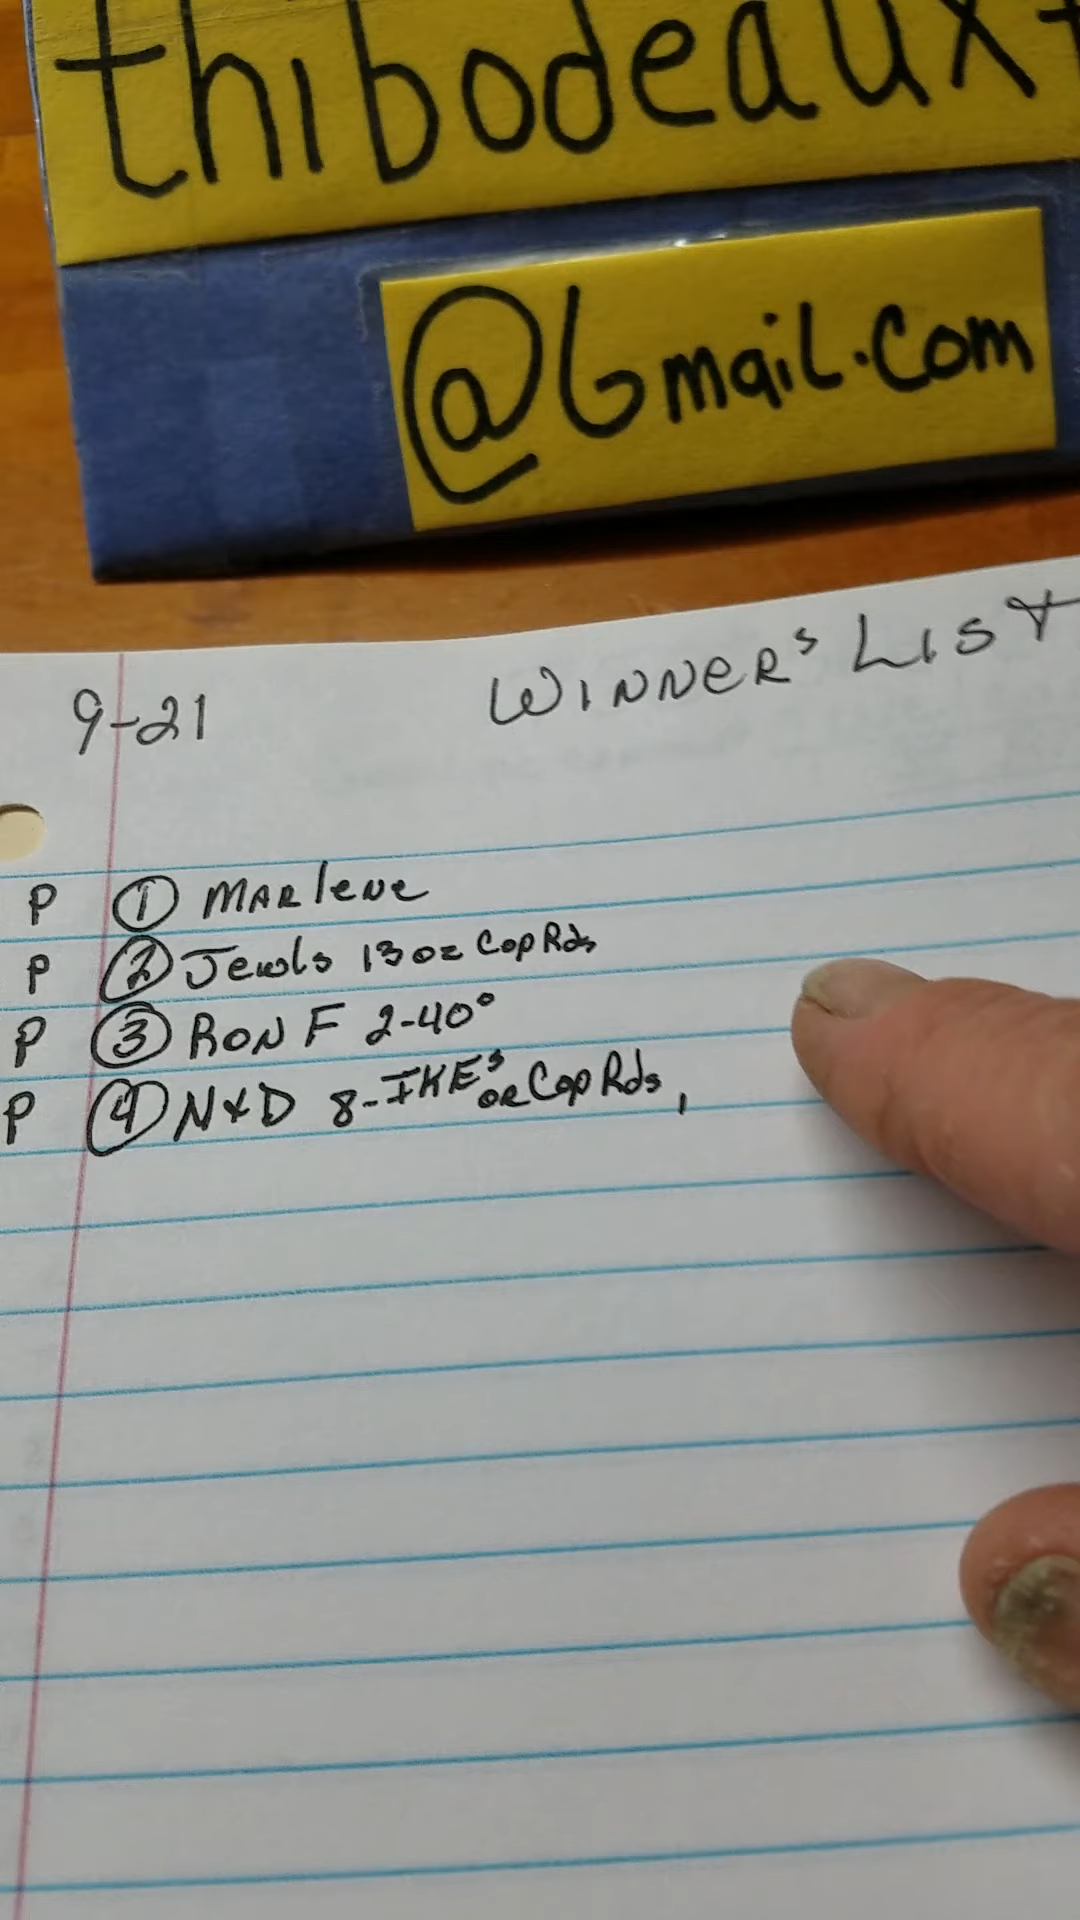 thibodeaux
@Gmail.com
9-21 WINNER'S LIST
P ① MARleNe
P ② Jewls 13oz Cop Rds
P ③ RON F 2-40°
P ④ N&D 8-IKE's OR Cop Rds,